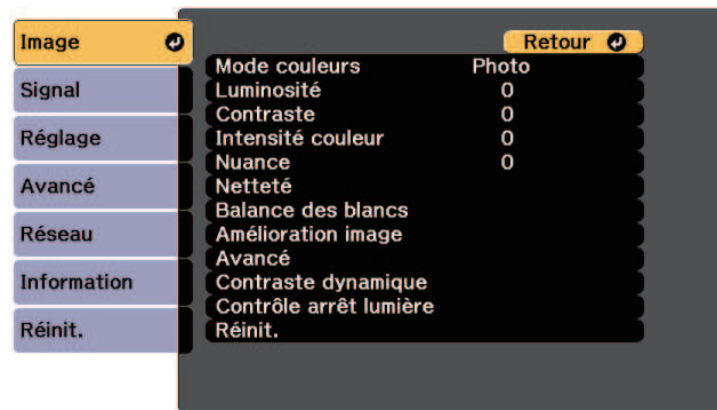 Image
Signal
Réglage
Avancé
Réseau
Information
Réinit.
Retour
Mode couleurs Photo
Luminosité 0
Contraste 0
Intensité couleur 0
Nuance 0
Netteté
Balance des blancs
Amélioration image
Avancé
Contraste dynamique
Contrôle arrêt lumière
Réinit.